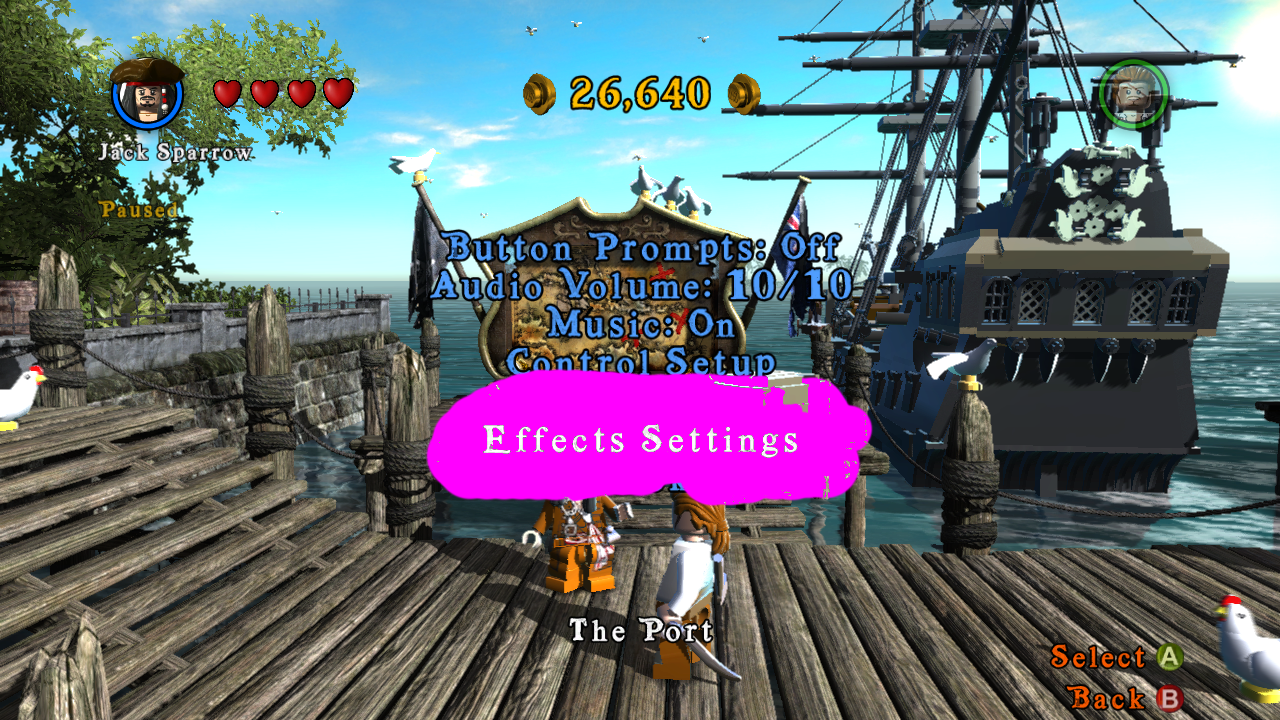 26,640
Jack Sparrow
Paused
Button Prompts: Off
Audio Volume: 10/10
Music: On
Control Setup
Effects Settings
The Port
Select A
Back B